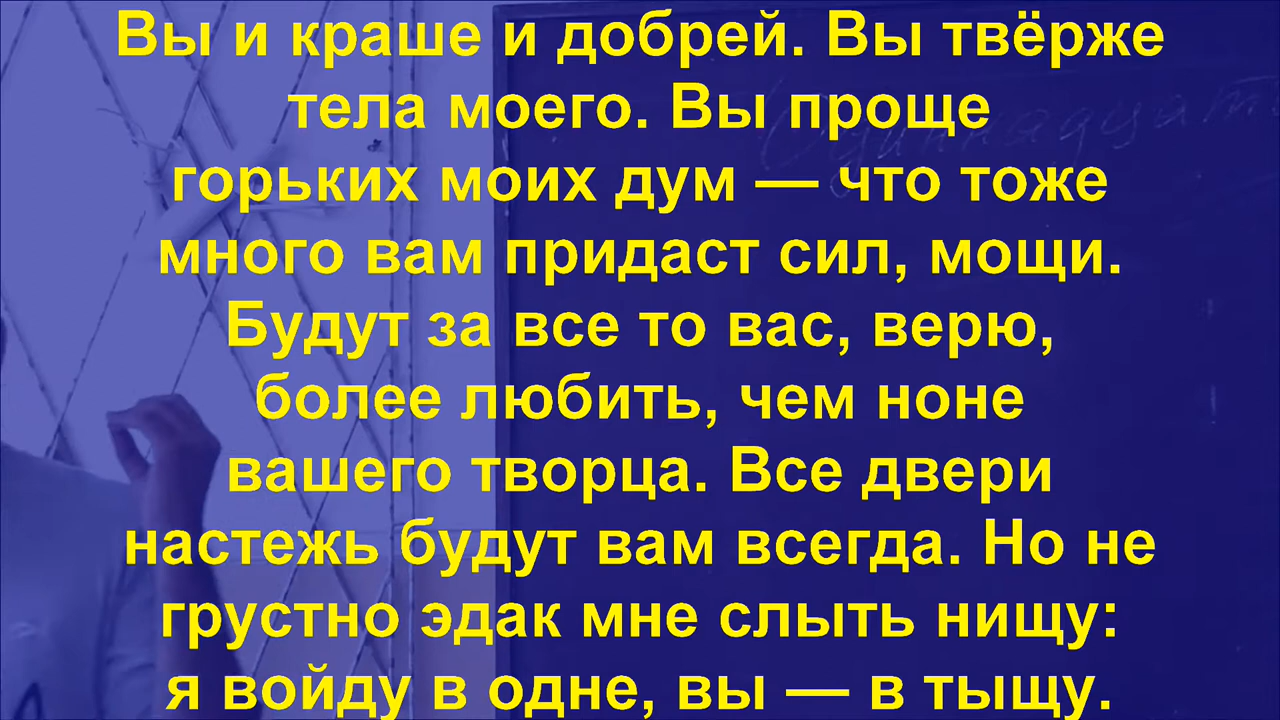 Вы и краше и добрей. Вы твёрже
тела моего. Вы проще
горьких моих дум — что тоже
много вам придаст сил, мощи.
Будут за все то вас, верю,
более любить, чем ноне
вашего творца. Все двери
настежь будут вам всегда. Но не
грустно эдак мне слыть нищу:
я войду в одне, вы — в тыщу.